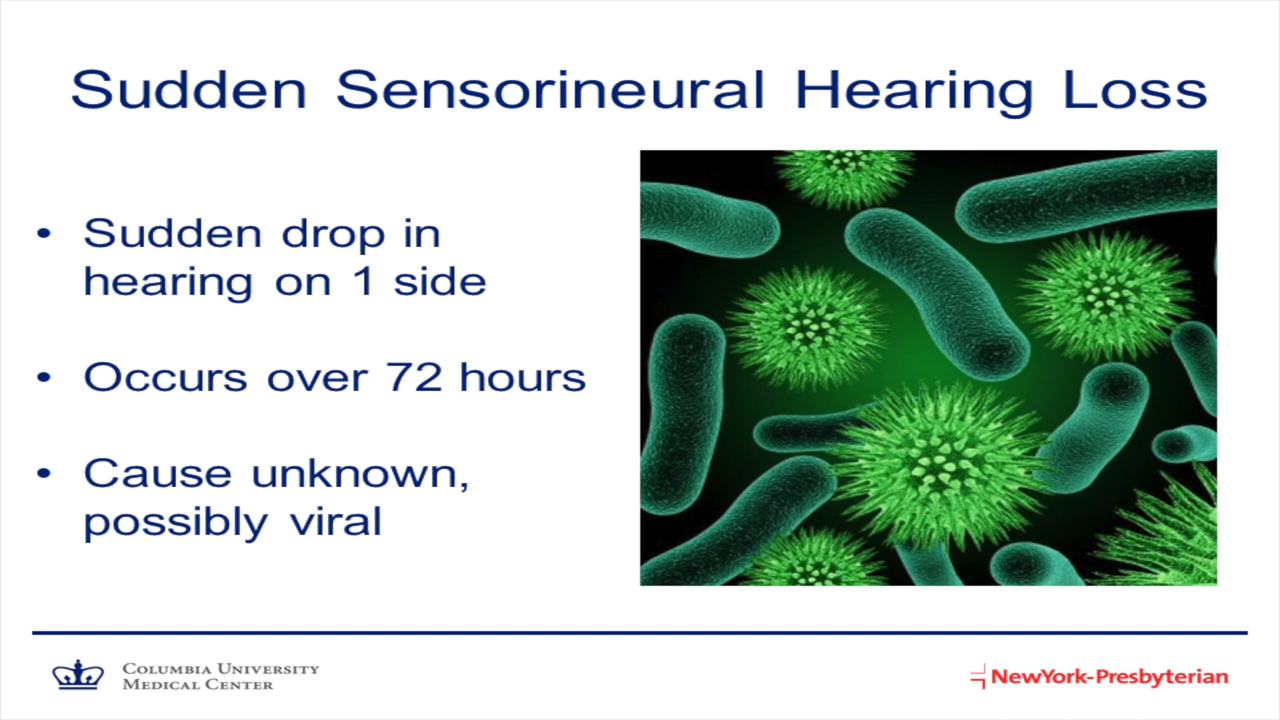 Sudden Sensorineural Hearing Loss
• Sudden drop in
hearing on 1 side
• Occurs over 72 hours
• Cause unknown,
possibly viral
COLUMBIA UNIVERSITY
MEDICAL CENTER
NewYork-Presbyterian